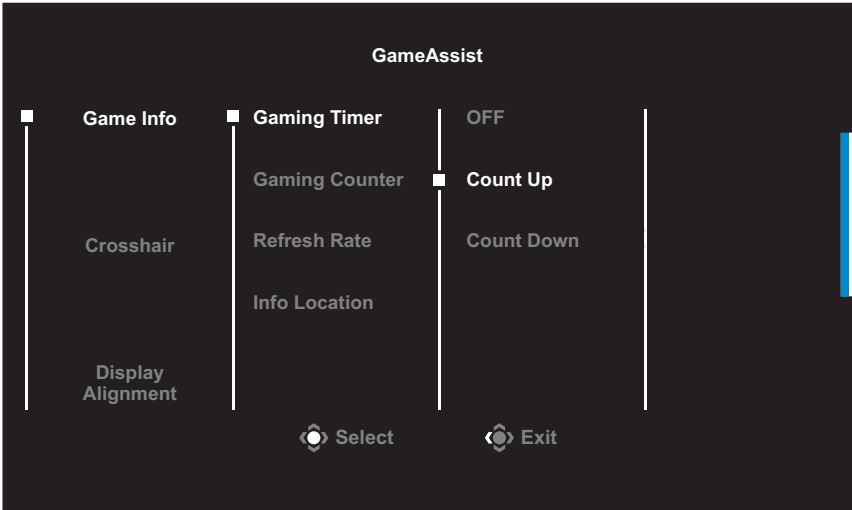 GameAssist
Game Info
Gaming Timer
OFF
Gaming Counter
Count Up
Crosshair
Refresh Rate
Count Down
Info Location
Display
Alignment
Select
Exit